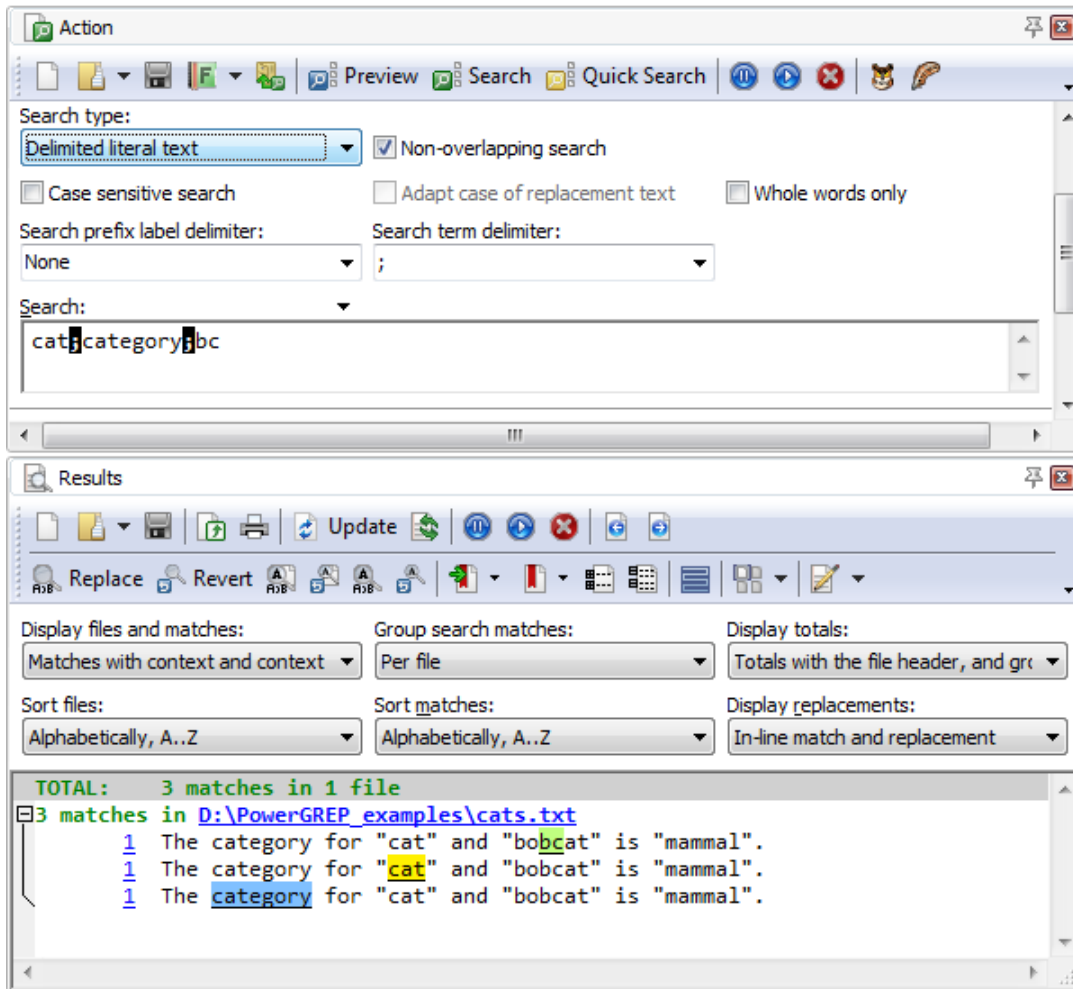 Action
Preview Search Quick Search
Search type:
Delimited literal text Non-overlapping search
Case sensitive search Adapt case of replacement text Whole words only
Search prefix label delimiter: Search term delimiter:
None ;
Search:
cat;category;bc
Results
Update
Replace Revert
Display files and matches: Group search matches: Display totals:
Matches with context and context Per file Totals with the file header, and gro
Sort files: Sort matches: Display replacements:
Alphabetically, A..Z Alphabetically, A..Z In-line match and replacement
TOTAL: 3 matches in 1 file
3 matches in D:\PowerGREP_examples\cats.txt
1 The category for "cat" and "bobcat" is "mammal".
1 The category for "cat" and "bobcat" is "mammal".
1 The category for "cat" and "bobcat" is "mammal".